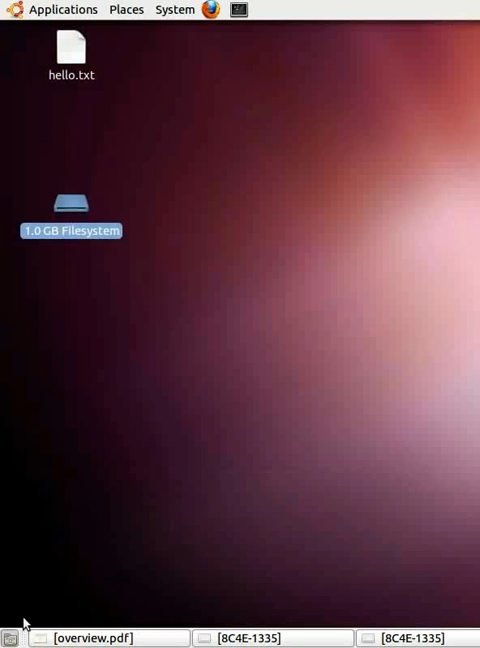 Applications Places System
hello.txt
1.0 GB Filesystem
[overview.pdf] [8C4E-1335] [8C4E-1335]